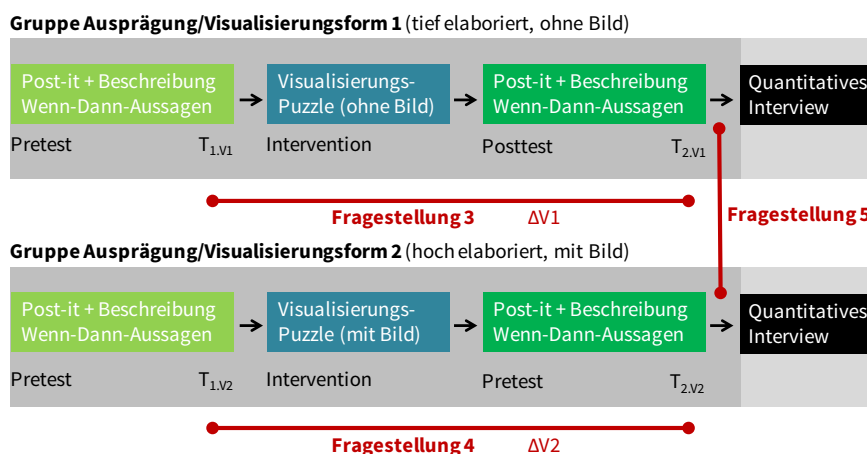 Gruppe Ausprägung/Visualisierungsform 1 (tief elaboriert, ohne Bild)
Post-it + Beschreibung
Wenn-Dann-Aussagen
Visualisierungs-
Puzzle (ohne Bild)
Post-it + Beschreibung
Wenn-Dann-Aussagen
Quantitatives
Interview
Pretest
T1.V1
Intervention
Posttest
T2.V1
Fragestellung 3 ΔV1
Fragestellung 5
Gruppe Ausprägung/Visualisierungsform 2 (hoch elaboriert, mit Bild)
Post-it + Beschreibung
Wenn-Dann-Aussagen
Visualisierungs-
Puzzle (mit Bild)
Post-it + Beschreibung
Wenn-Dann-Aussagen
Quantitatives
Interview
Pretest
T1.V2
Intervention
Pretest
T2.V2
Fragestellung 4 ΔV2